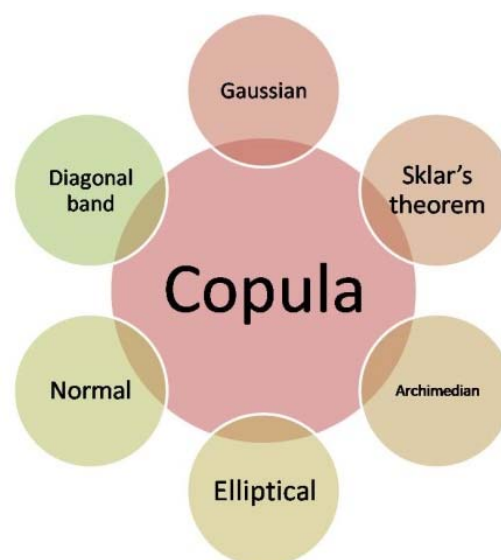 Gaussian
Diagonal
band
Sklar's
theorem
Copula
Normal
Archimedian
Elliptical